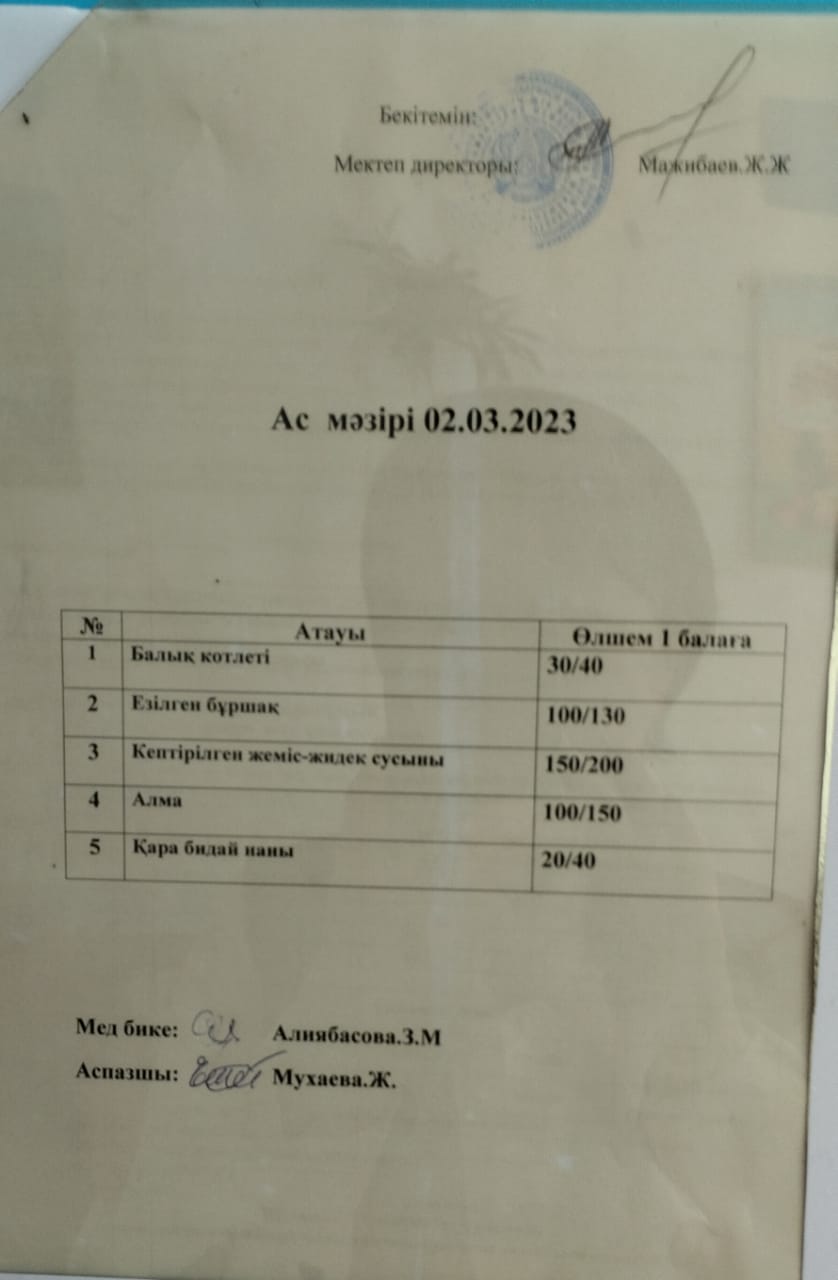 Бекітемін:
Мектеп директоры: Мажибаев.Ж.Ж
Ас мәзірі 02.03.2023
№ Атауы Өлшем 1 балаға
1 Балық котлеті 30/40
2 Езілген бұршақ 100/130
3 Кептірілген жеміс-жидек сусыны 150/200
4 Алма 100/150
5 Қара бидай наны 20/40
Мед бике: Алиябасова.З.М
Аспазшы: Мухаева.Ж.